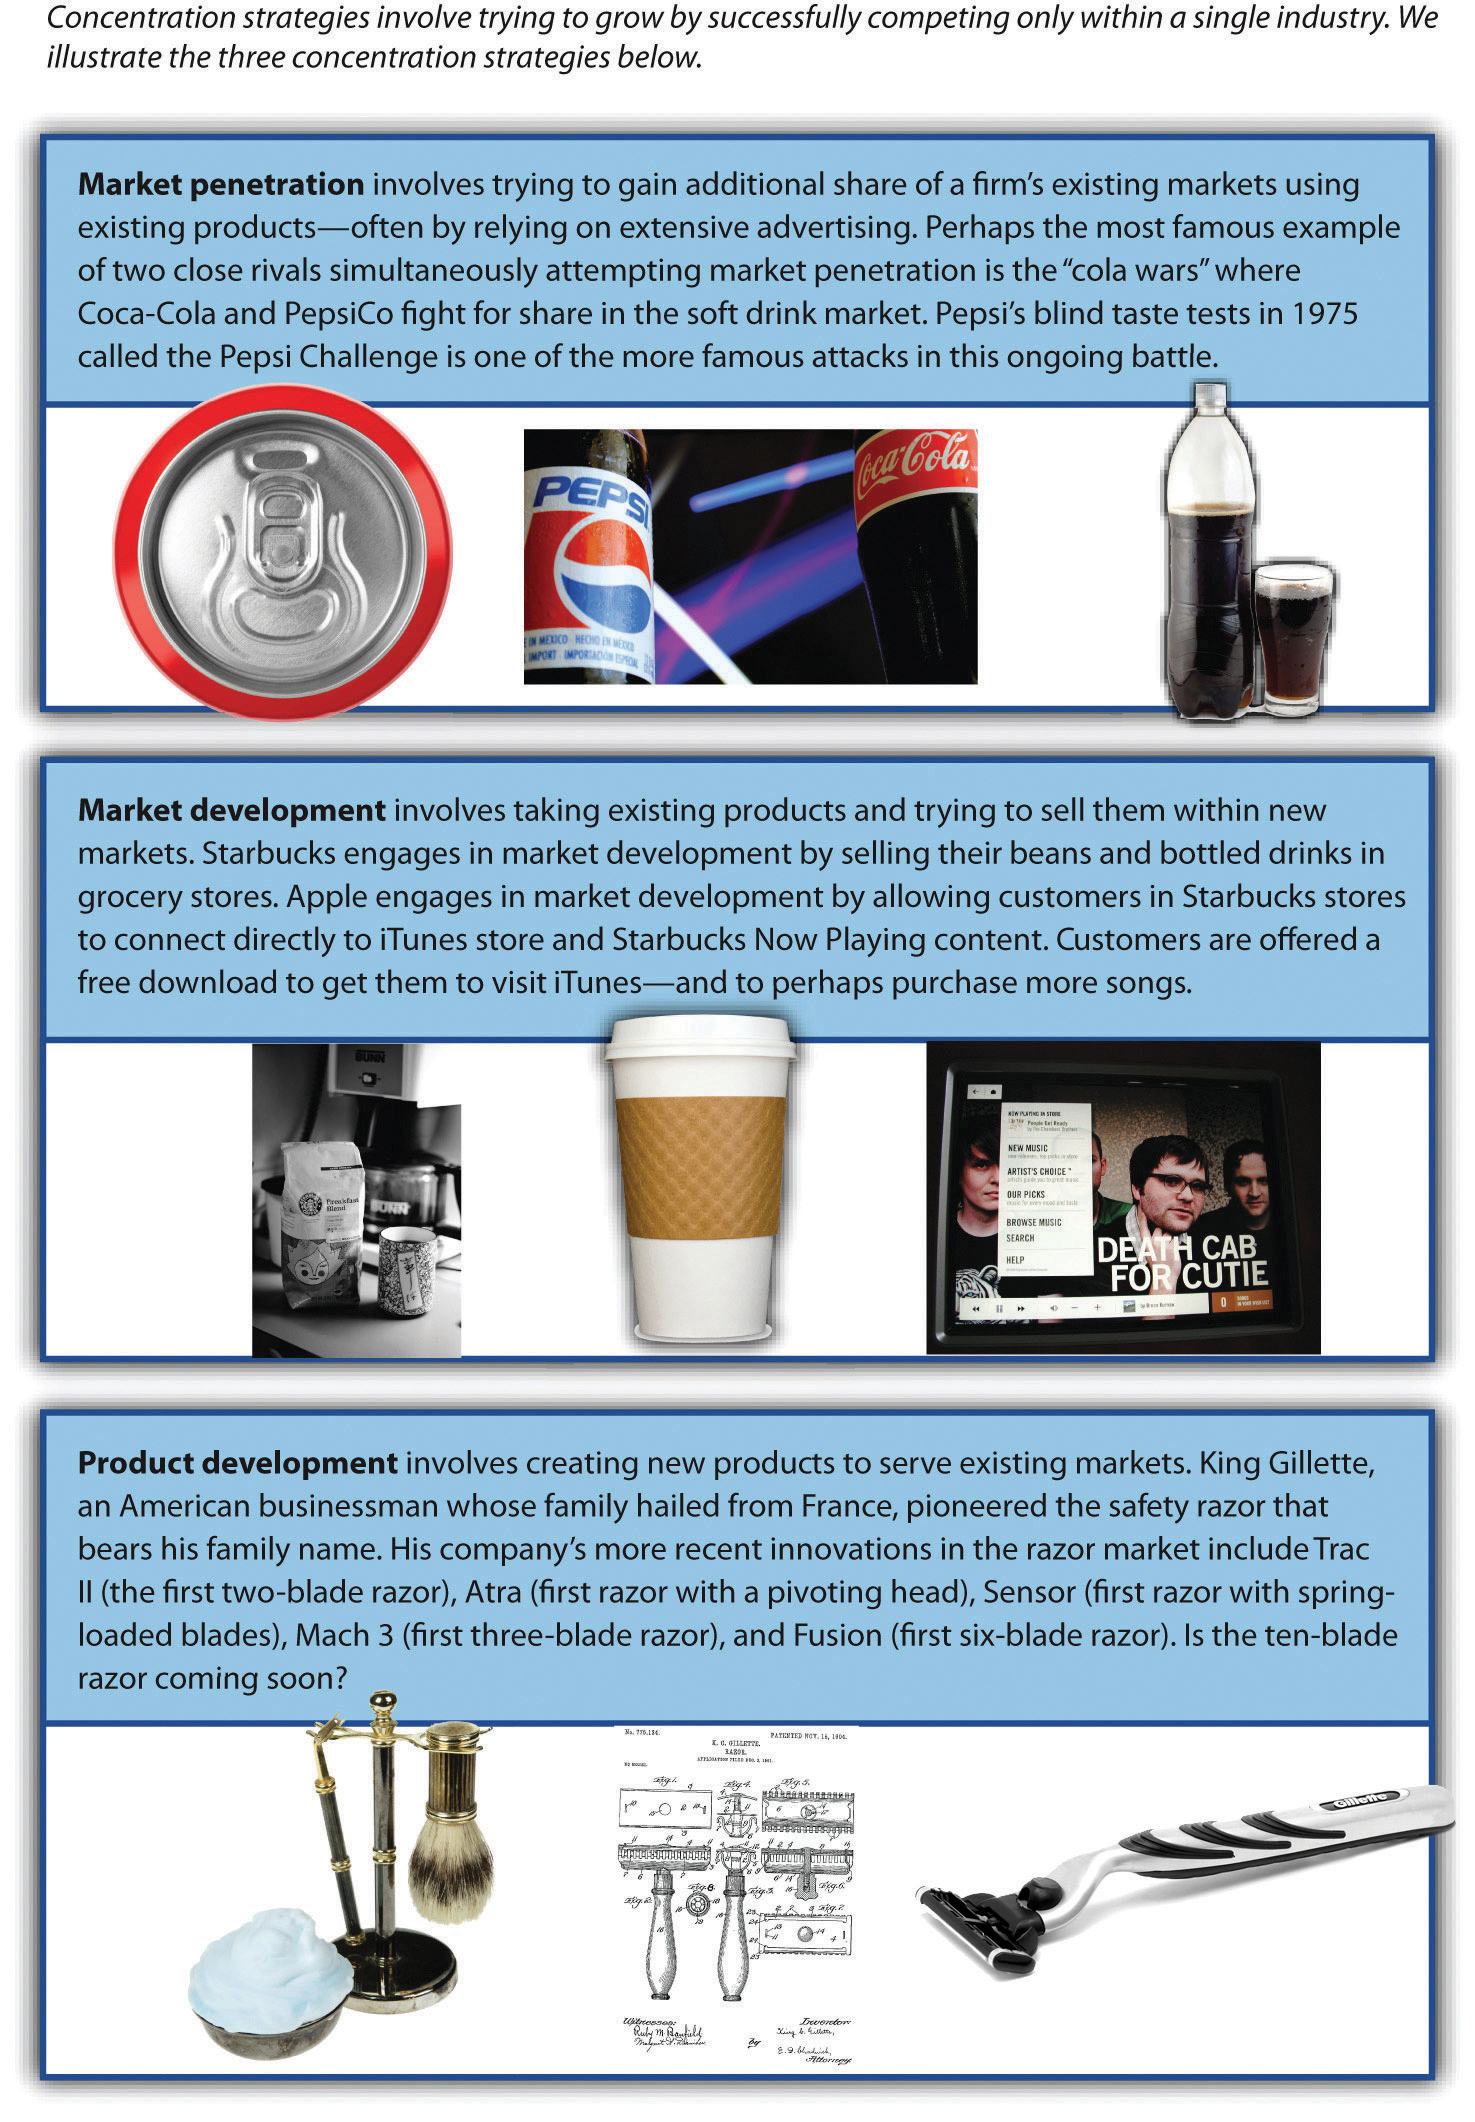 Concentration strategies involve trying to grow by successfully competing only within a single industry. We
illustrate the three concentration strategies below.
Market penetration involves trying to gain additional share of a firm’s existing markets using
existing products—often by relying on extensive advertising. Perhaps the most famous example
of two close rivals simultaneously attempting market penetration is the “cola wars” where
Coca-Cola and PepsiCo fight for share in the soft drink market. Pepsi’s blind taste tests in 1975
called the Pepsi Challenge is one of the more famous attacks in this ongoing battle.
PEPSI
Coca-Cola
IN MEXICO · HECHO EN MEXICO
IMPORT · IMPORTACIÓN ESPECIAL
Market development involves taking existing products and trying to sell them within new
markets. Starbucks engages in market development by selling their beans and bottled drinks in
grocery stores. Apple engages in market development by allowing customers in Starbucks stores
to connect directly to iTunes store and Starbucks Now Playing content. Customers are offered a
free download to get them to visit iTunes—and to perhaps purchase more songs.
BUNN
Breakfast
Blend
BUNN
NOW PLAYING IN STORE
People Get Ready
by The Chambers Brothers
NEW MUSIC
ARTIST'S CHOICE ™
OUR PICKS
BROWSE MUSIC
SEARCH
HELP
DEATH CAB
FOR CUTIE
0
Product development involves creating new products to serve existing markets. King Gillette,
an American businessman whose family hailed from France, pioneered the safety razor that
bears his family name. His company’s more recent innovations in the razor market include Trac
II (the first two-blade razor), Atra (first razor with a pivoting head), Sensor (first razor with spring-
loaded blades), Mach 3 (first three-blade razor), and Fusion (first six-blade razor). Is the ten-blade
razor coming soon?
No. 775,134.
PATENTED NOV. 15, 1904.
K. C. GILLETTE.
RAZOR.
APPLICATION FILED DEC. 3, 1901.
NO MODEL.
Fig. 1.
Fig. 4.
Fig. 5.
Fig. 2.
Fig. 8.
Fig. 3.
Fig. 6.
Fig. 7.
Witnesses:
Inventor
by
Attorney
Gillette